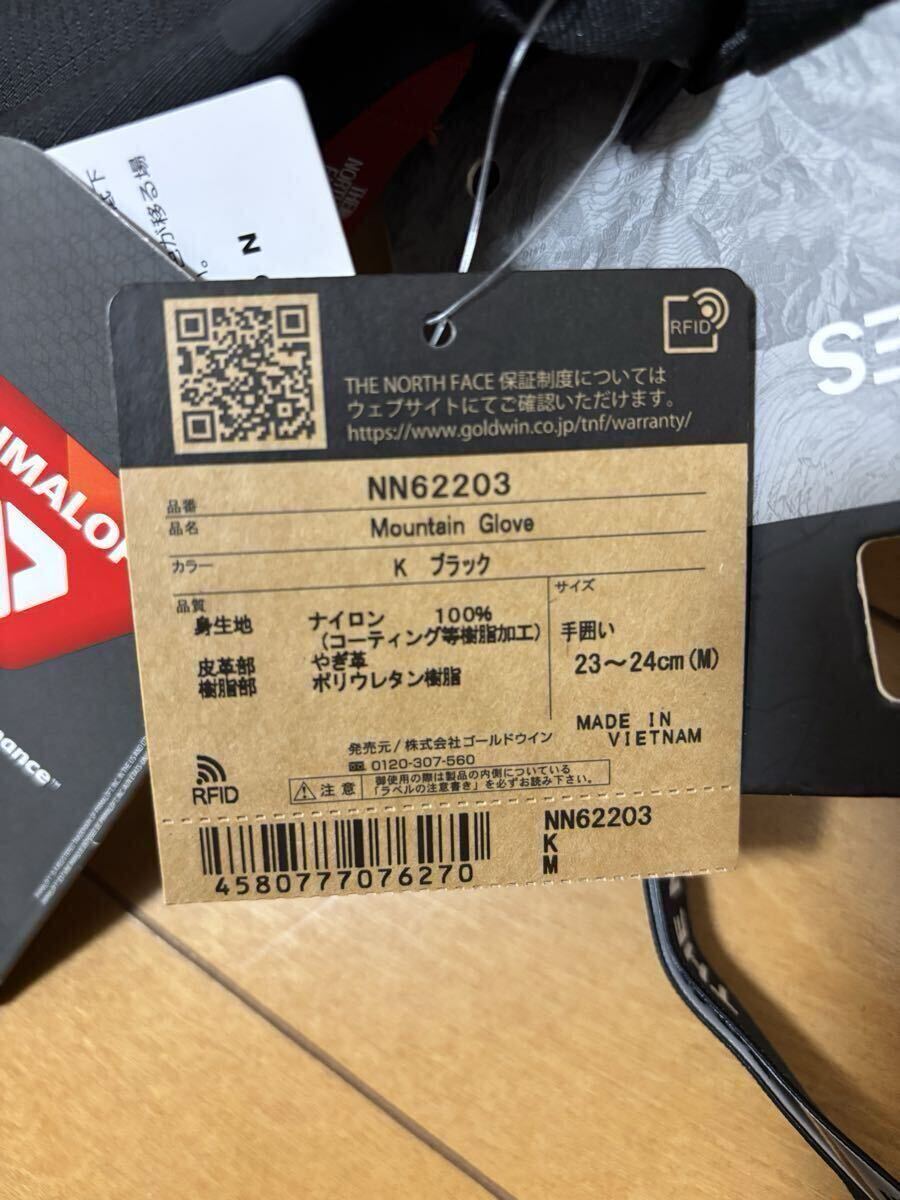 THE NORTH
RFID
THE NORTH FACE 保証制度については
ウェブサイトにてご確認いただけます。
https://www.goldwin.co.jp/tnf/warranty/
品番 NN62203
品名 Mountain Glove
カラー K ブラック
品質
身生地 ナイロン 100%
(コーティング等樹脂加工)
皮革部 やぎ革
樹脂部 ポリウレタン樹脂
サイズ
手囲い
23～24cm(M)
MADE IN
VIETNAM
発売元/株式会社ゴールドウイン
0120-307-560
注意 御使用の際は製品の内側についている
「ラベルの注意書き」を必ずお読み下さい。
RFID
4580777076270
NN62203
K
M